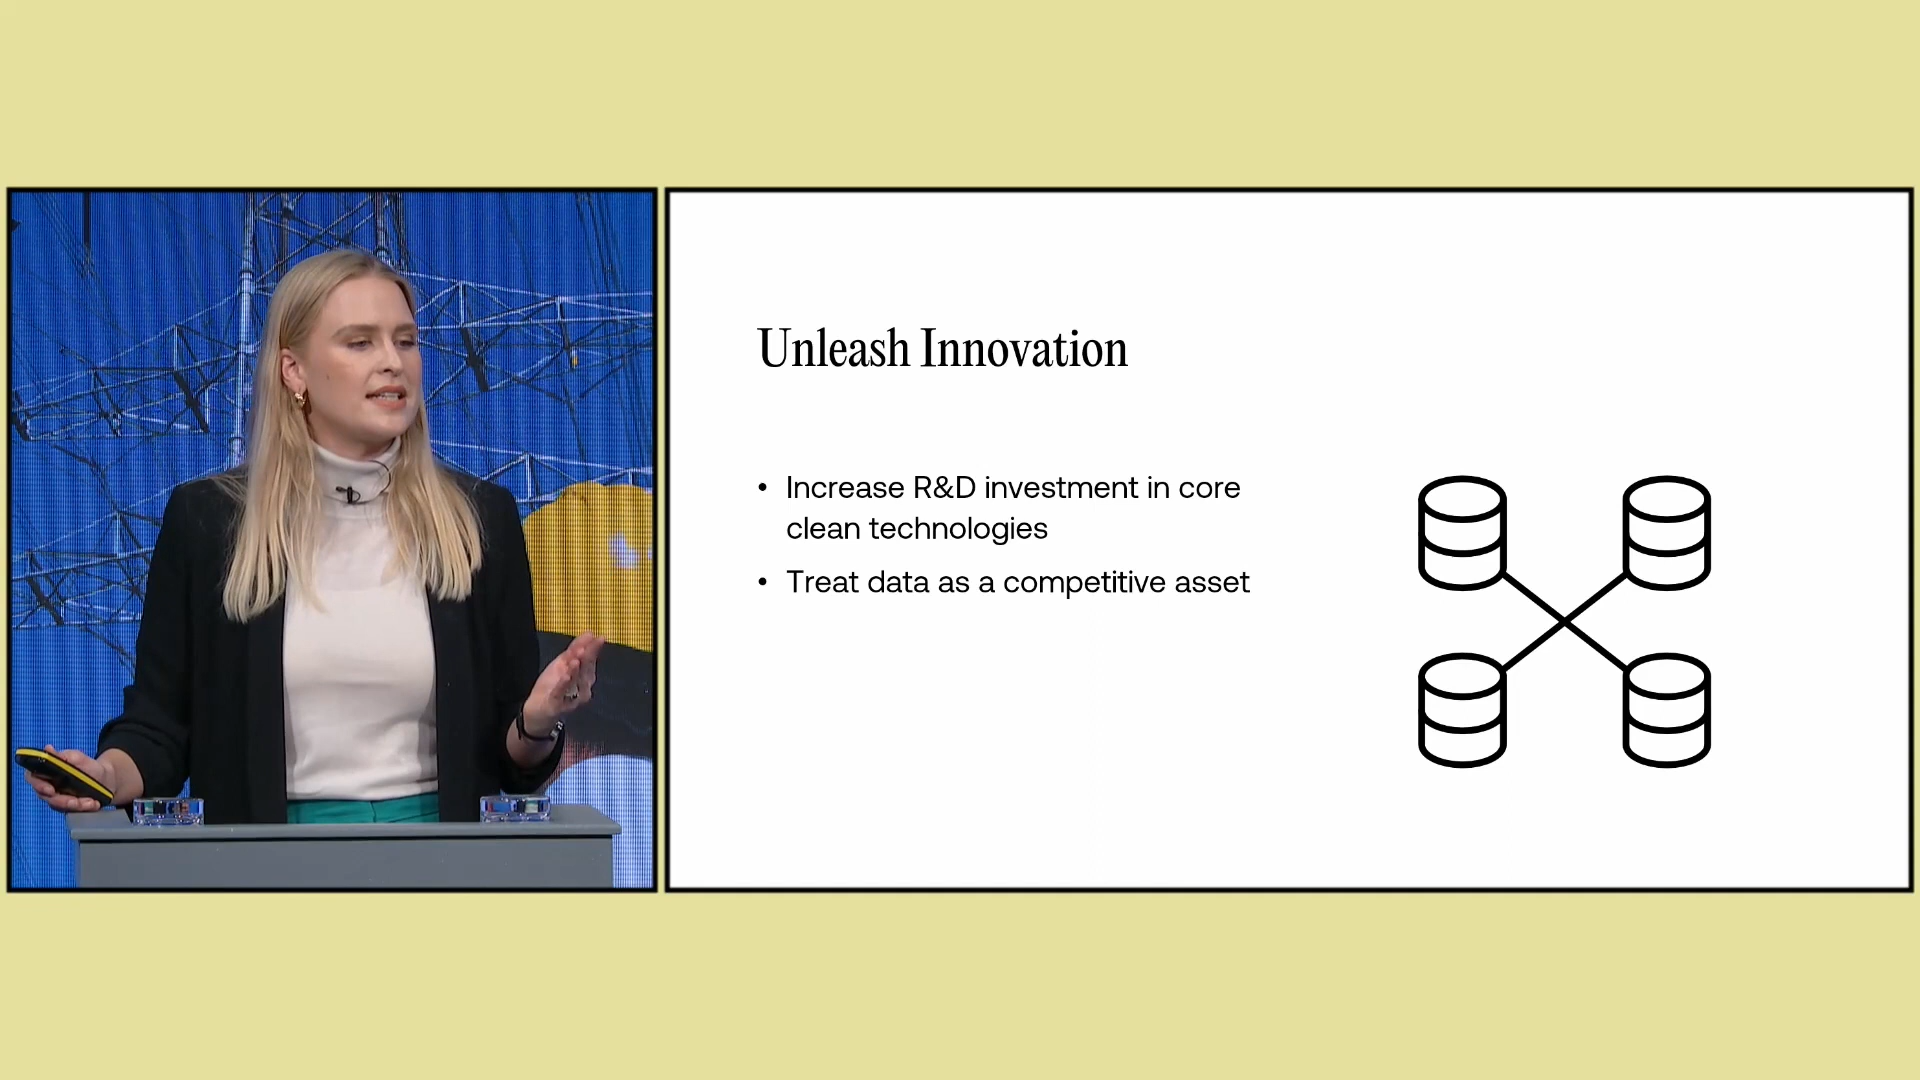 Unleash Innovation
• Increase R&D investment in core
clean technologies
• Treat data as a competitive asset